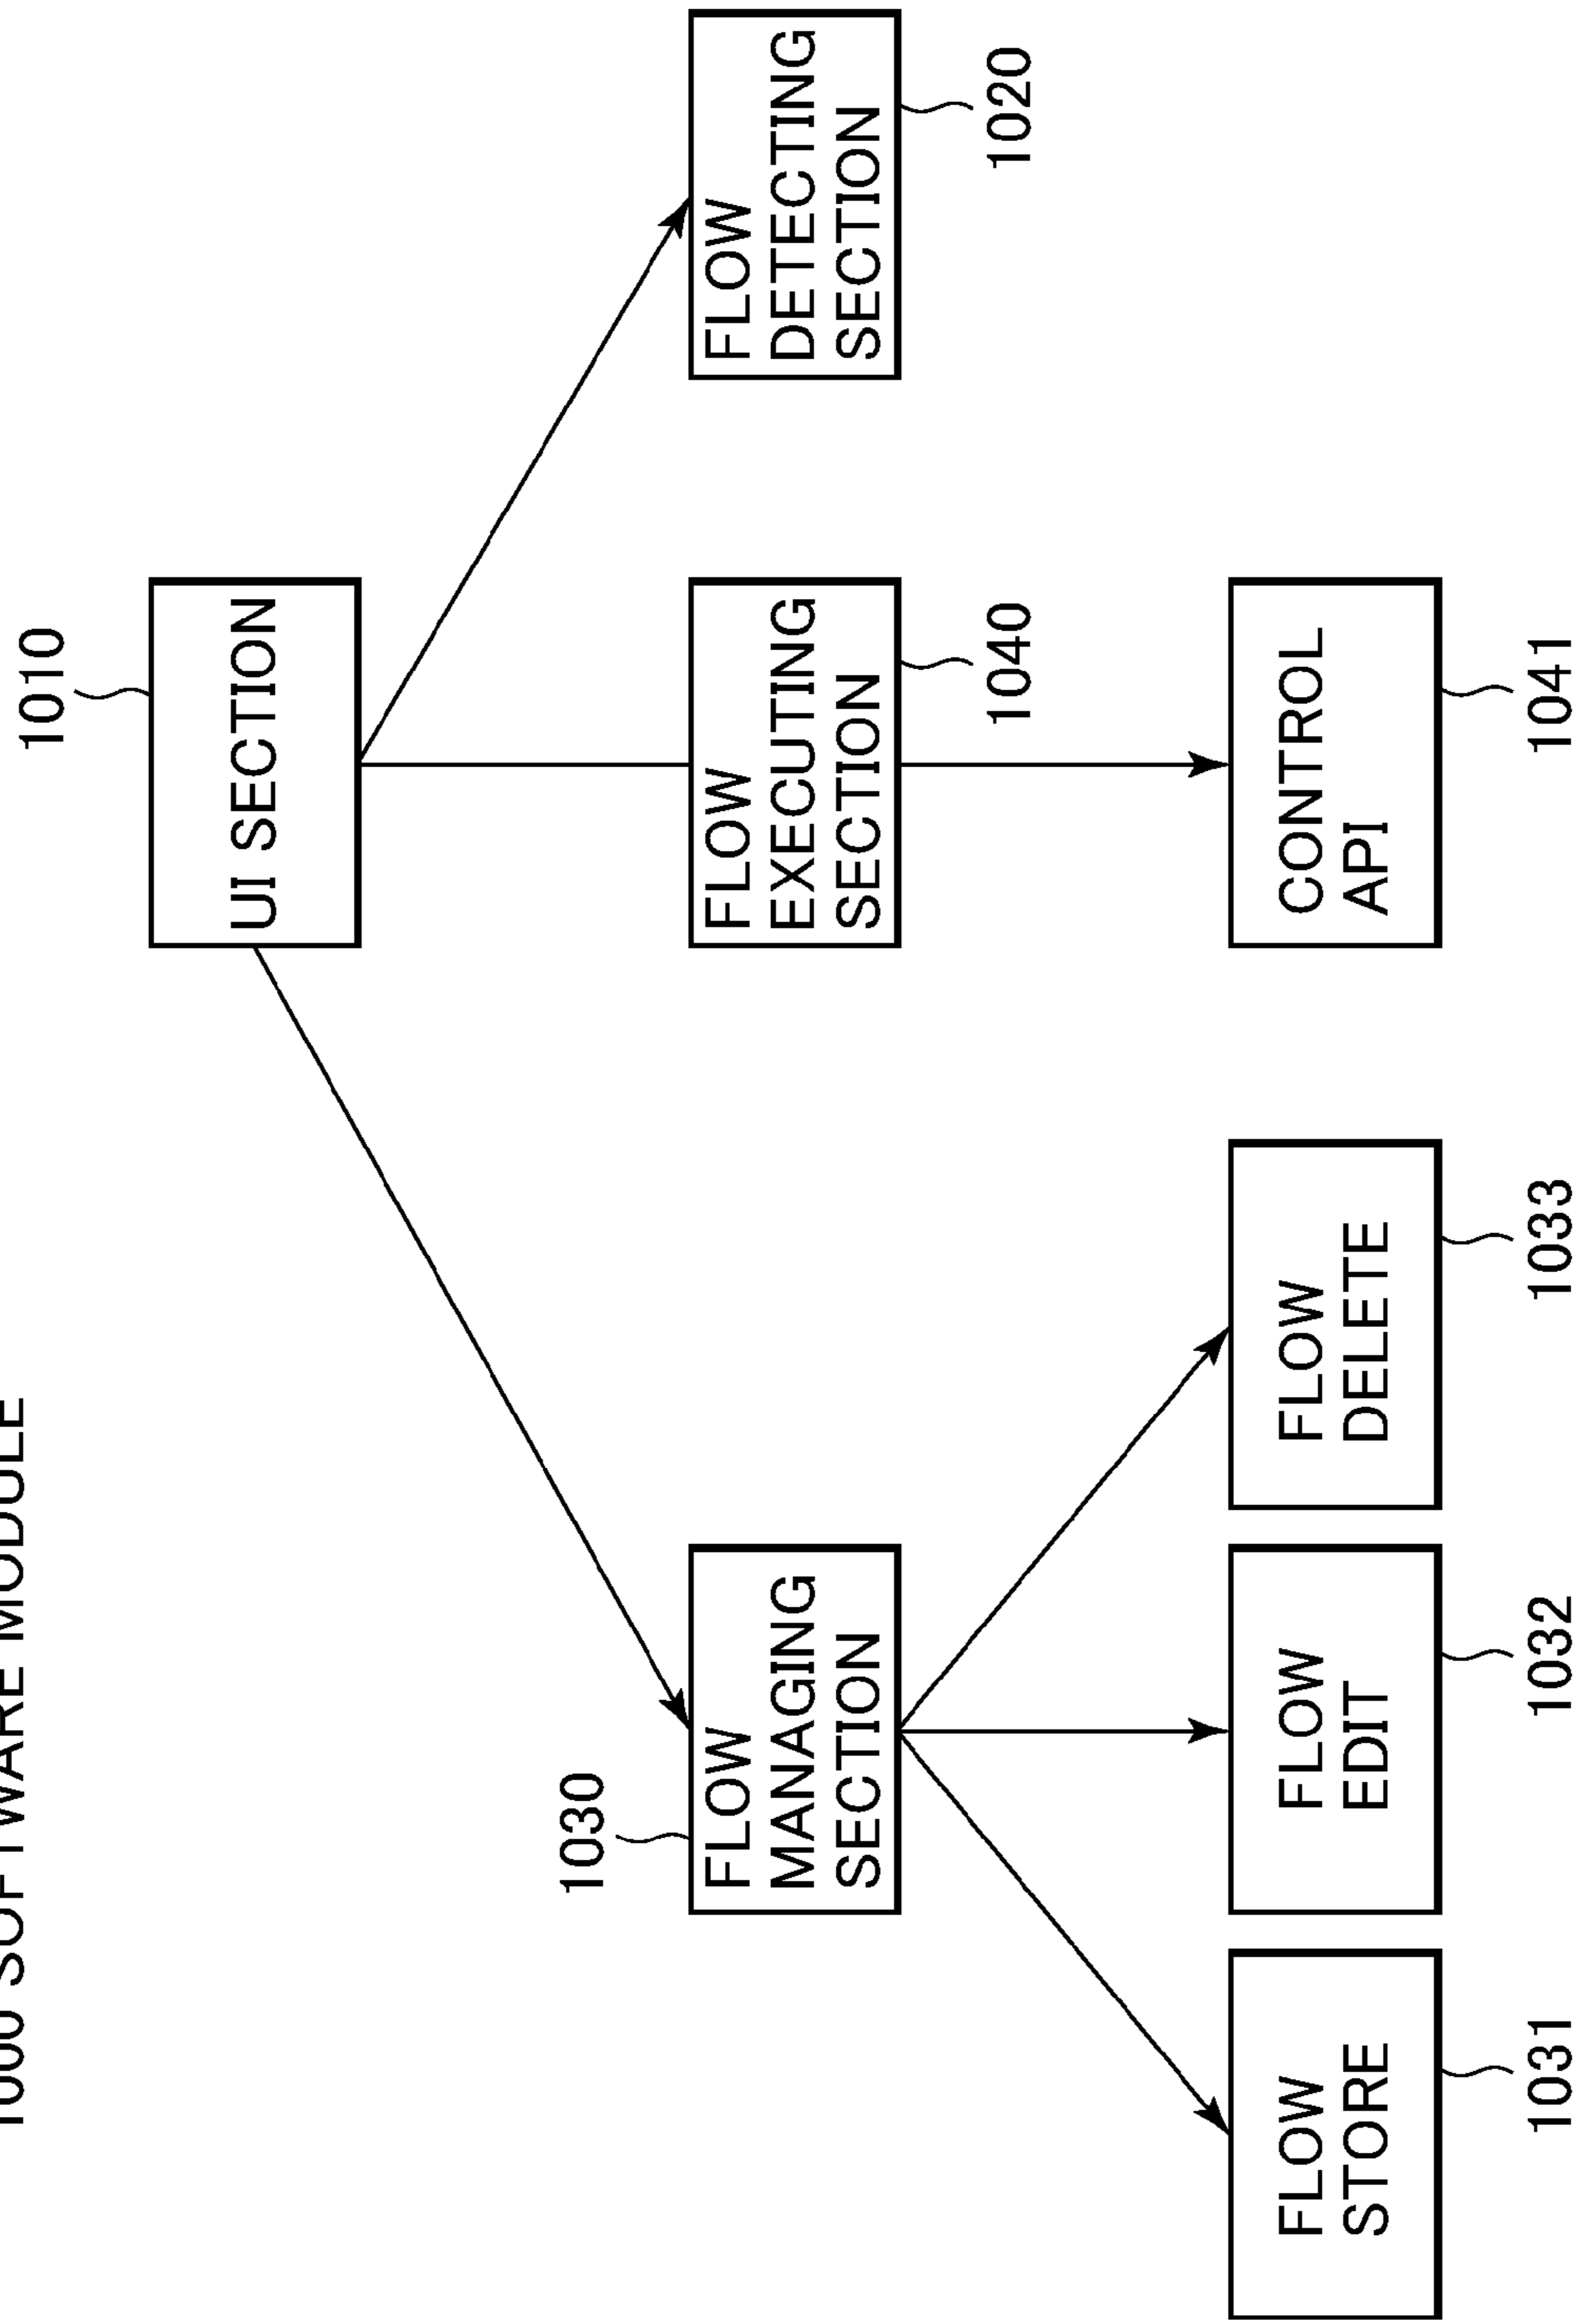 1000 SOFTWARE MODULE
1010
UI SECTION
1030
FLOW
MANAGING
SECTION
FLOW
EXECUTING
SECTION
1040
FLOW
DETECTING
SECTION
1020
FLOW
STORE
1031
FLOW
EDIT
1032
FLOW
DELETE
1033
CONTROL
API
1041